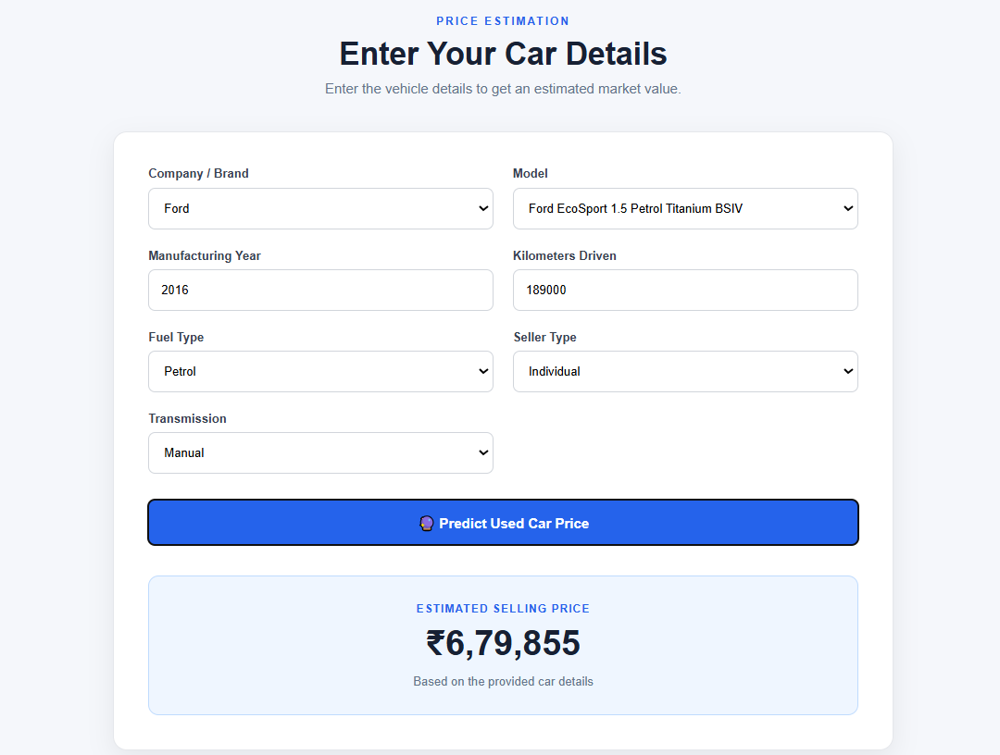 PRICE ESTIMATION
Enter Your Car Details
Enter the vehicle details to get an estimated market value.
Company / Brand
Model
Ford
Ford EcoSport 1.5 Petrol Titanium BSIV
Manufacturing Year
Kilometers Driven
2016
189000
Fuel Type
Seller Type
Petrol
Individual
Transmission
Manual
🔮 Predict Used Car Price
ESTIMATED SELLING PRICE
₹6,79,855
Based on the provided car details